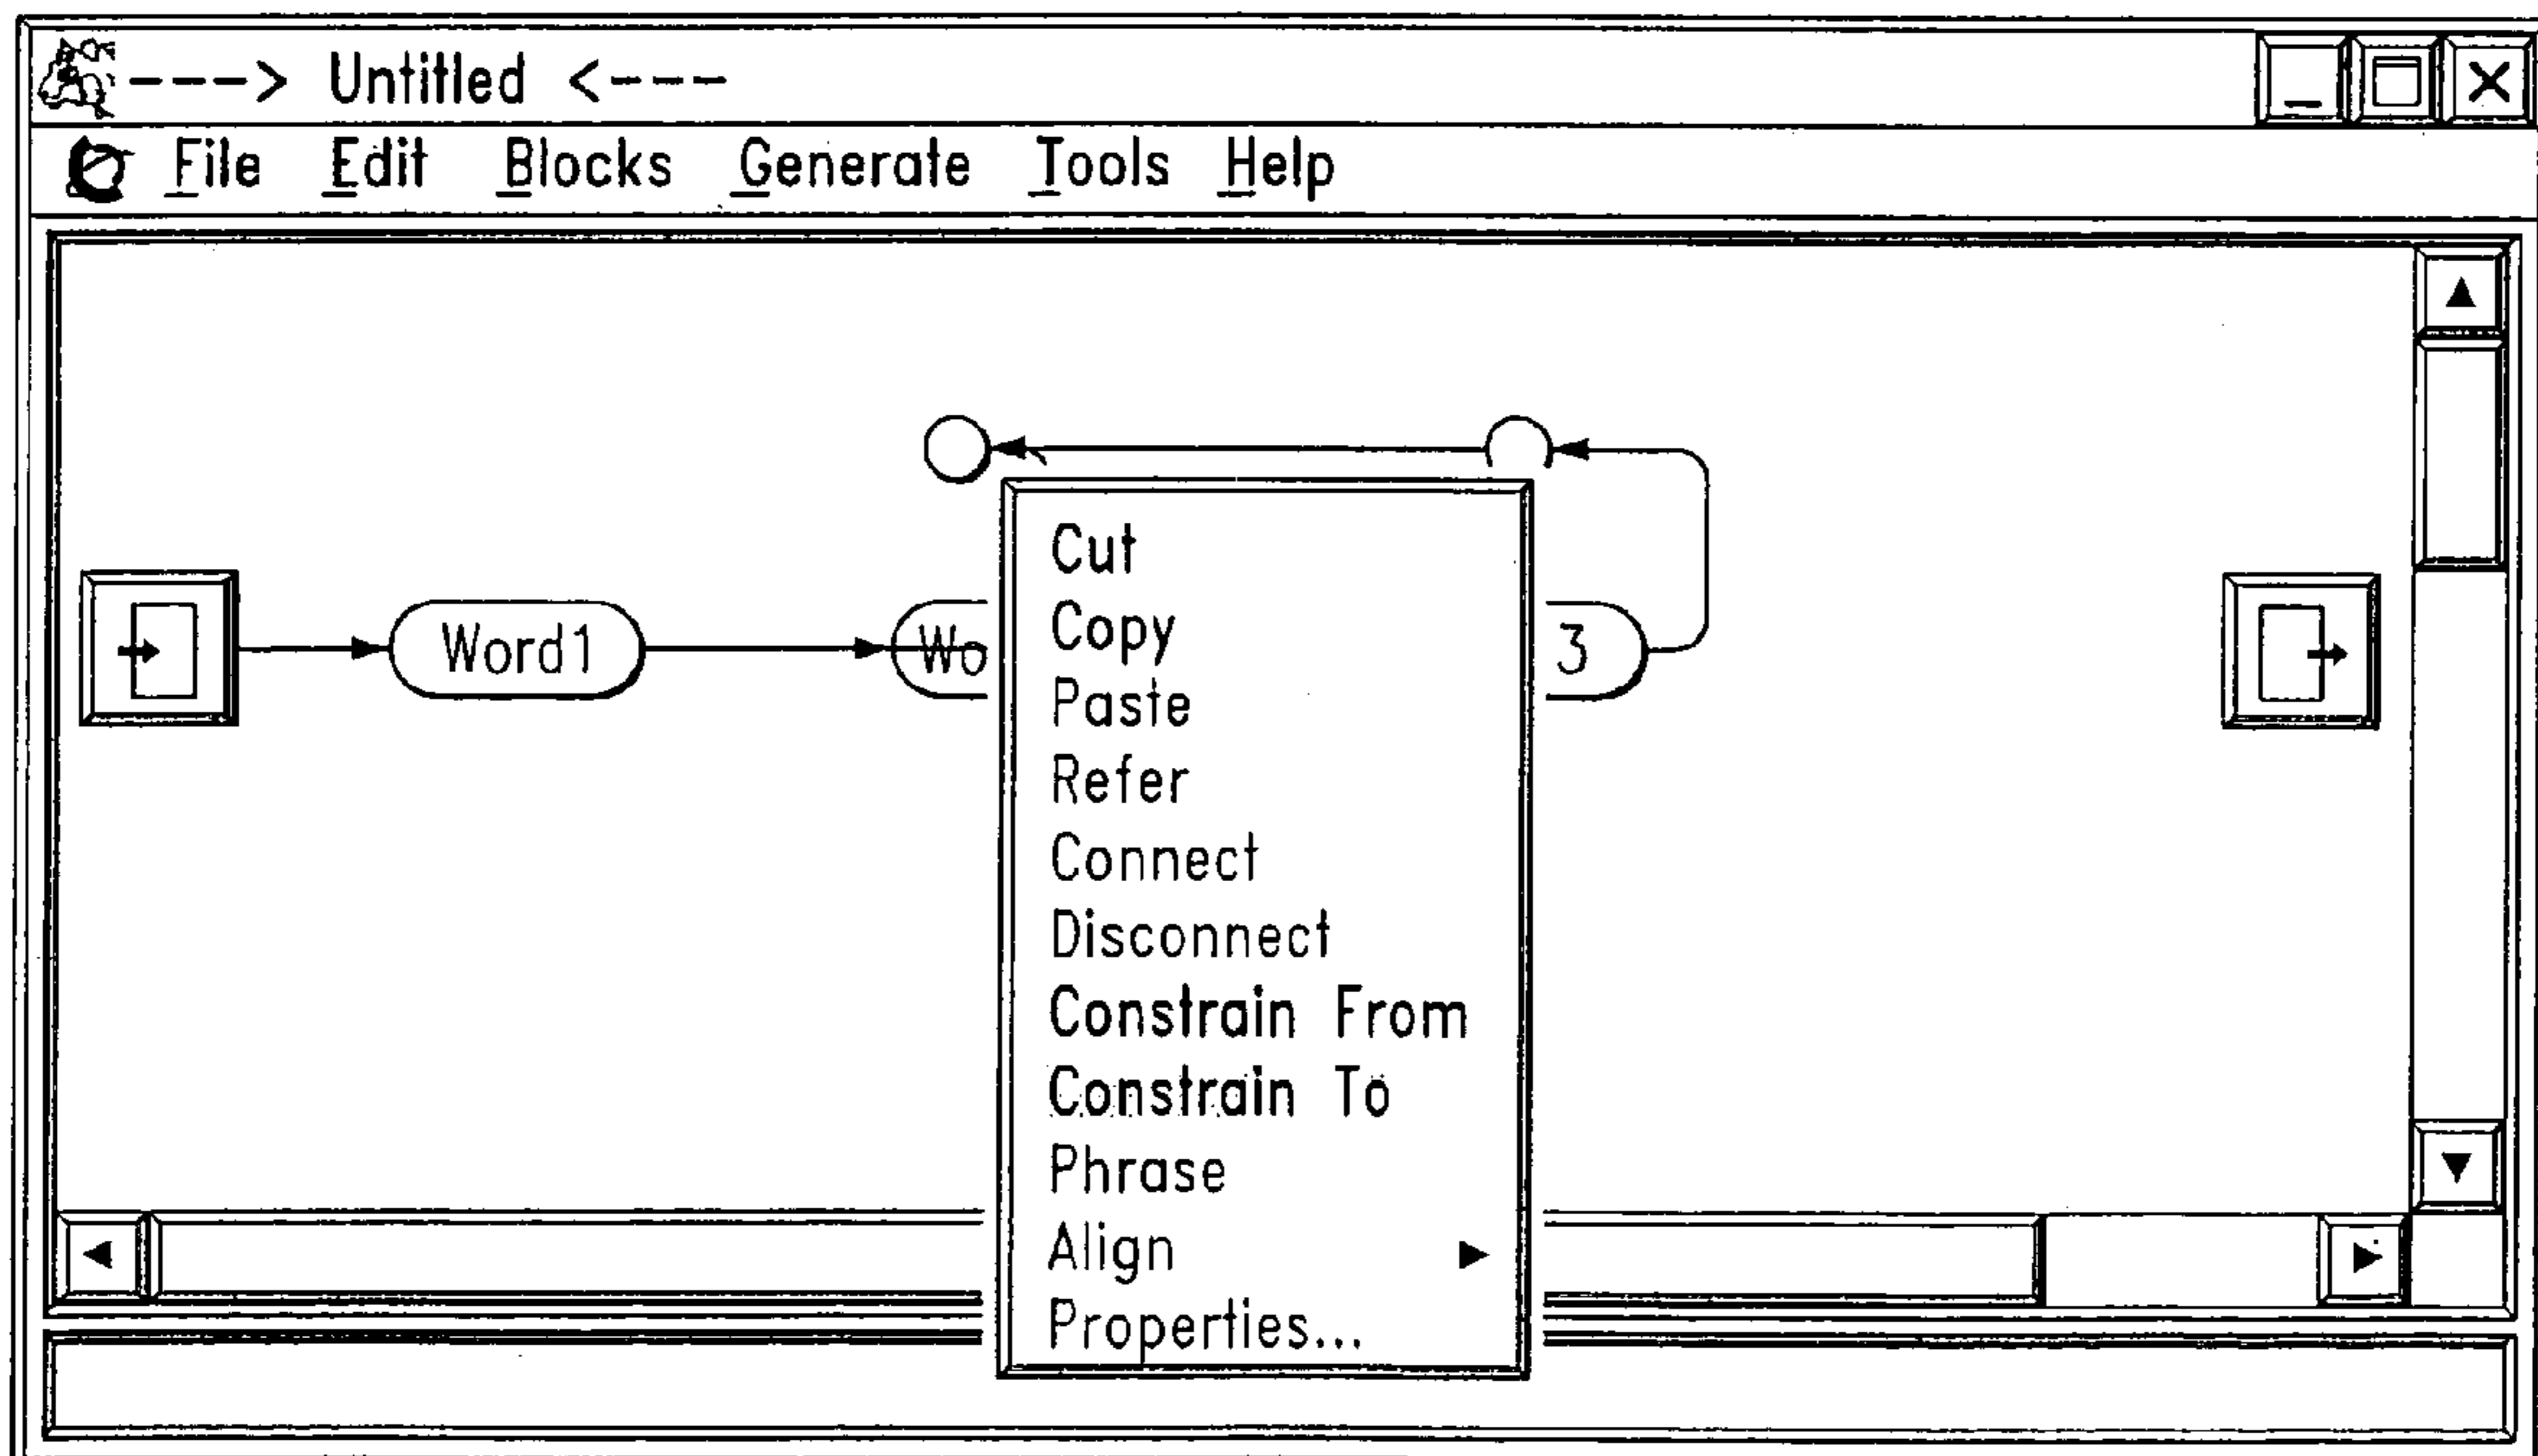 ---> Untitled <---
File Edit Blocks Generate Tools Help
Word1 Wo 3
Cut
Copy
Paste
Refer
Connect
Disconnect
Constrain From
Constrain To
Phrase
Align
Properties...